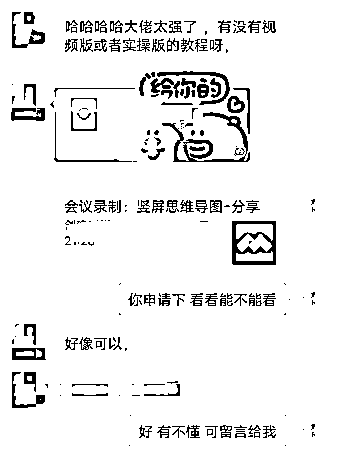 哈哈哈哈大佬太强了，有没有视
频版或者实操版的教程呀，
给你的
会议录制：竖屏思维导图-分享
你申请下 看看能不能看
好像可以，
好 有不懂 可留言给我